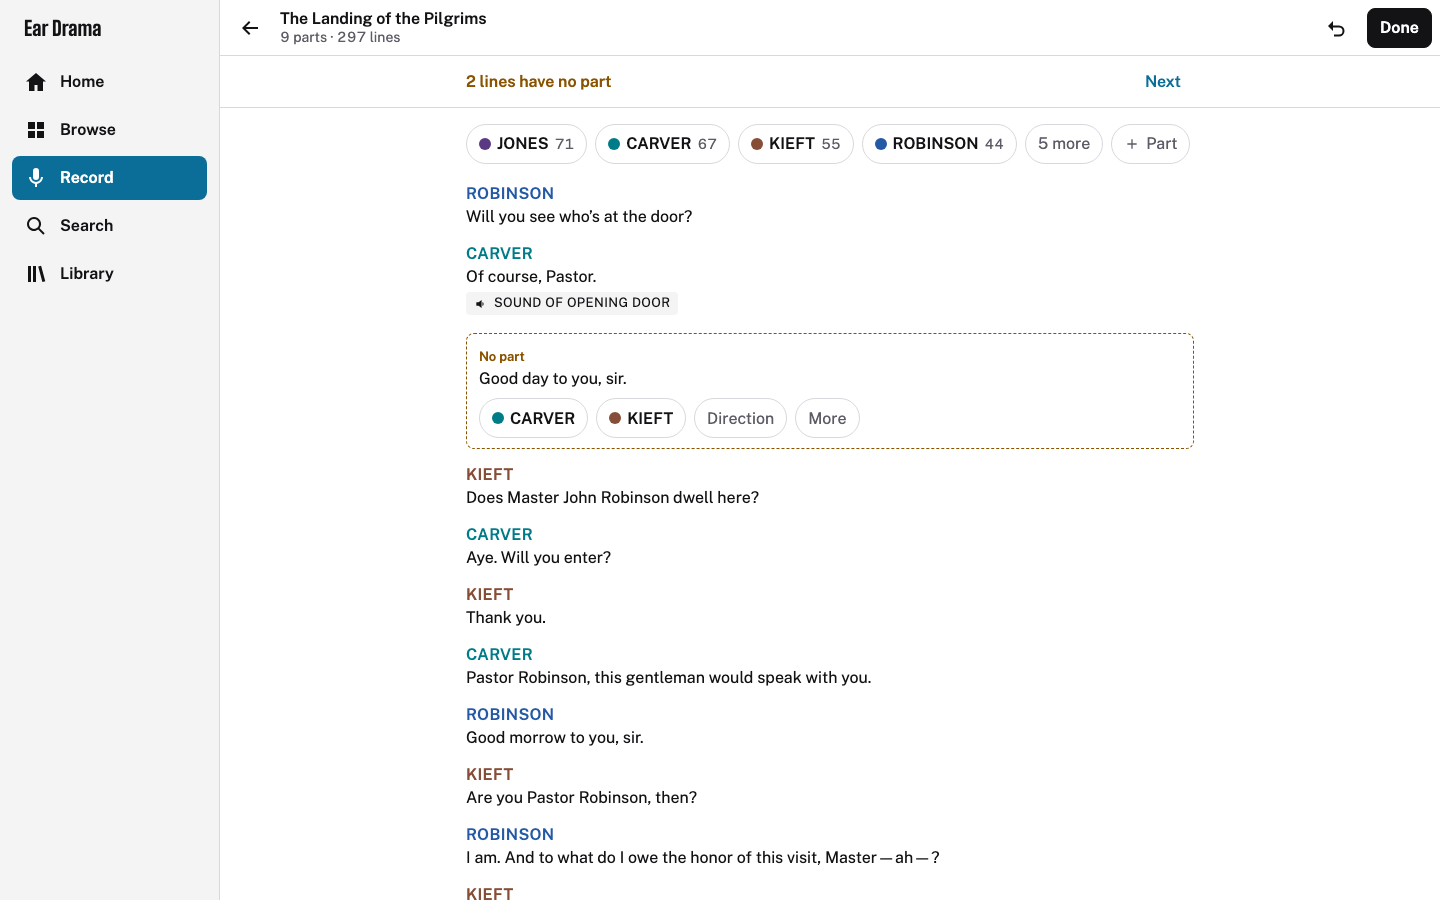 Ear Drama
Home
Browse
Record
Search
Library
The Landing of the Pilgrims
9 parts · 297 lines
Done
2 lines have no part
Next
JONES 71
CARVER 67
KIEFT 55
ROBINSON 44
5 more
+ Part
ROBINSON
Will you see who’s at the door?
CARVER
Of course, Pastor.
SOUND OF OPENING DOOR
No part
Good day to you, sir.
CARVER
KIEFT
Direction
More
KIEFT
Does Master John Robinson dwell here?
CARVER
Aye. Will you enter?
KIEFT
Thank you.
CARVER
Pastor Robinson, this gentleman would speak with you.
ROBINSON
Good morrow to you, sir.
KIEFT
Are you Pastor Robinson, then?
ROBINSON
I am. And to what do I owe the honor of this visit, Master — ah — ?
KIEFT